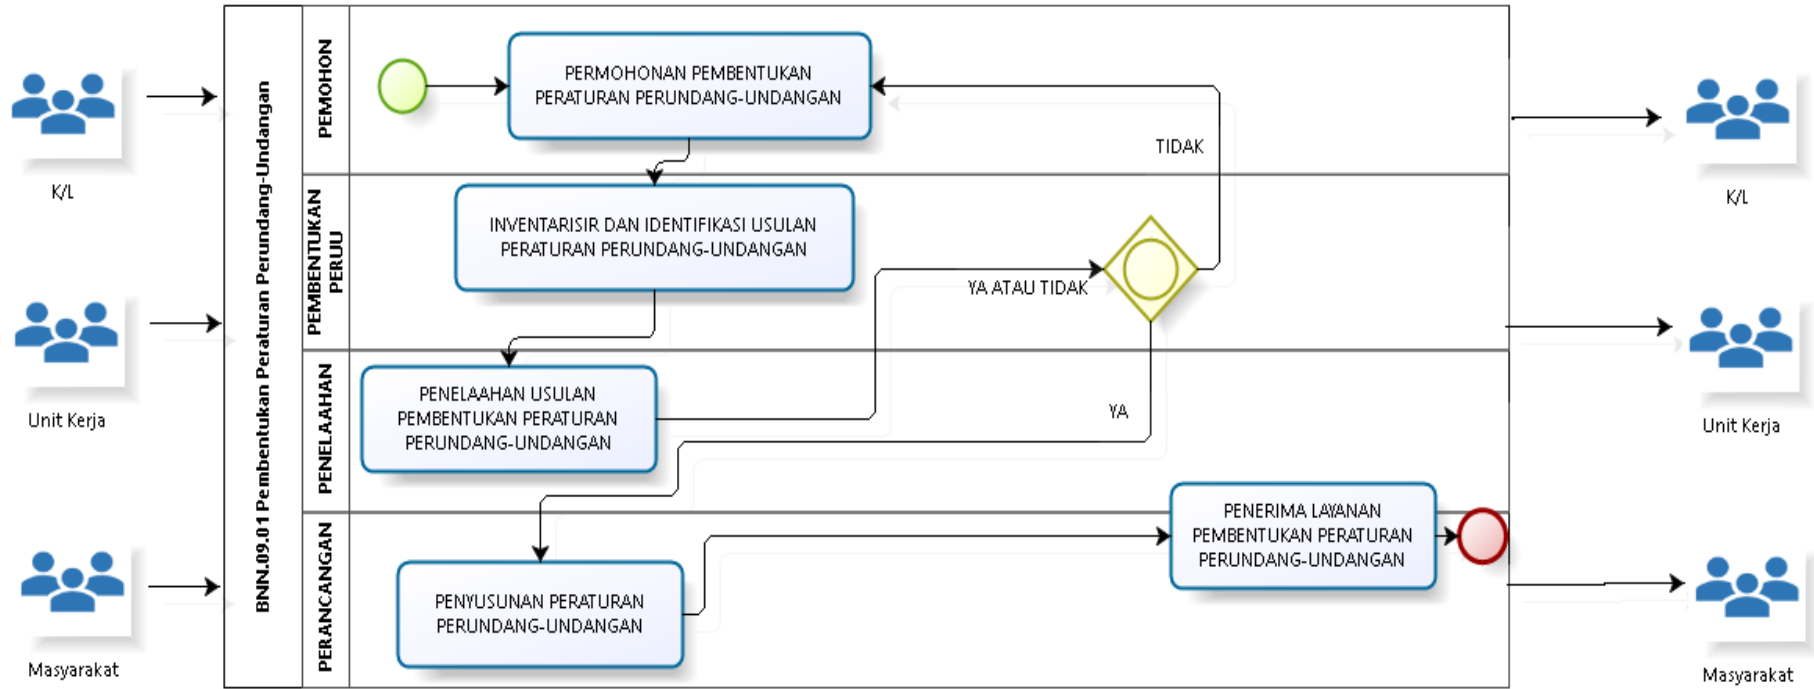 K/L
Unit Kerja
Masyarakat
BNN.09.01 Pembentukan Peraturan Perundang-Undangan
PEMOHON
PERMOHONAN PEMBENTUKAN
PERATURAN PERUNDANG-UNDANGAN
TIDAK
PEMBENTUKAN
PERUU
INVENTARISIR DAN IDENTIFIKASI USULAN
PERATURAN PERUNDANG-UNDANGAN
YA ATAU TIDAK
PENELAAHAN
PENELAAHAN USULAN
PEMBENTUKAN PERATURAN
PERUNDANG-UNDANGAN
YA
PERANCANGAN
PENYUSUNAN PERATURAN
PERUNDANG-UNDANGAN
PENERIMA LAYANAN
PEMBENTUKAN PERATURAN
PERUNDANG-UNDANGAN
K/L
Unit Kerja
Masyarakat